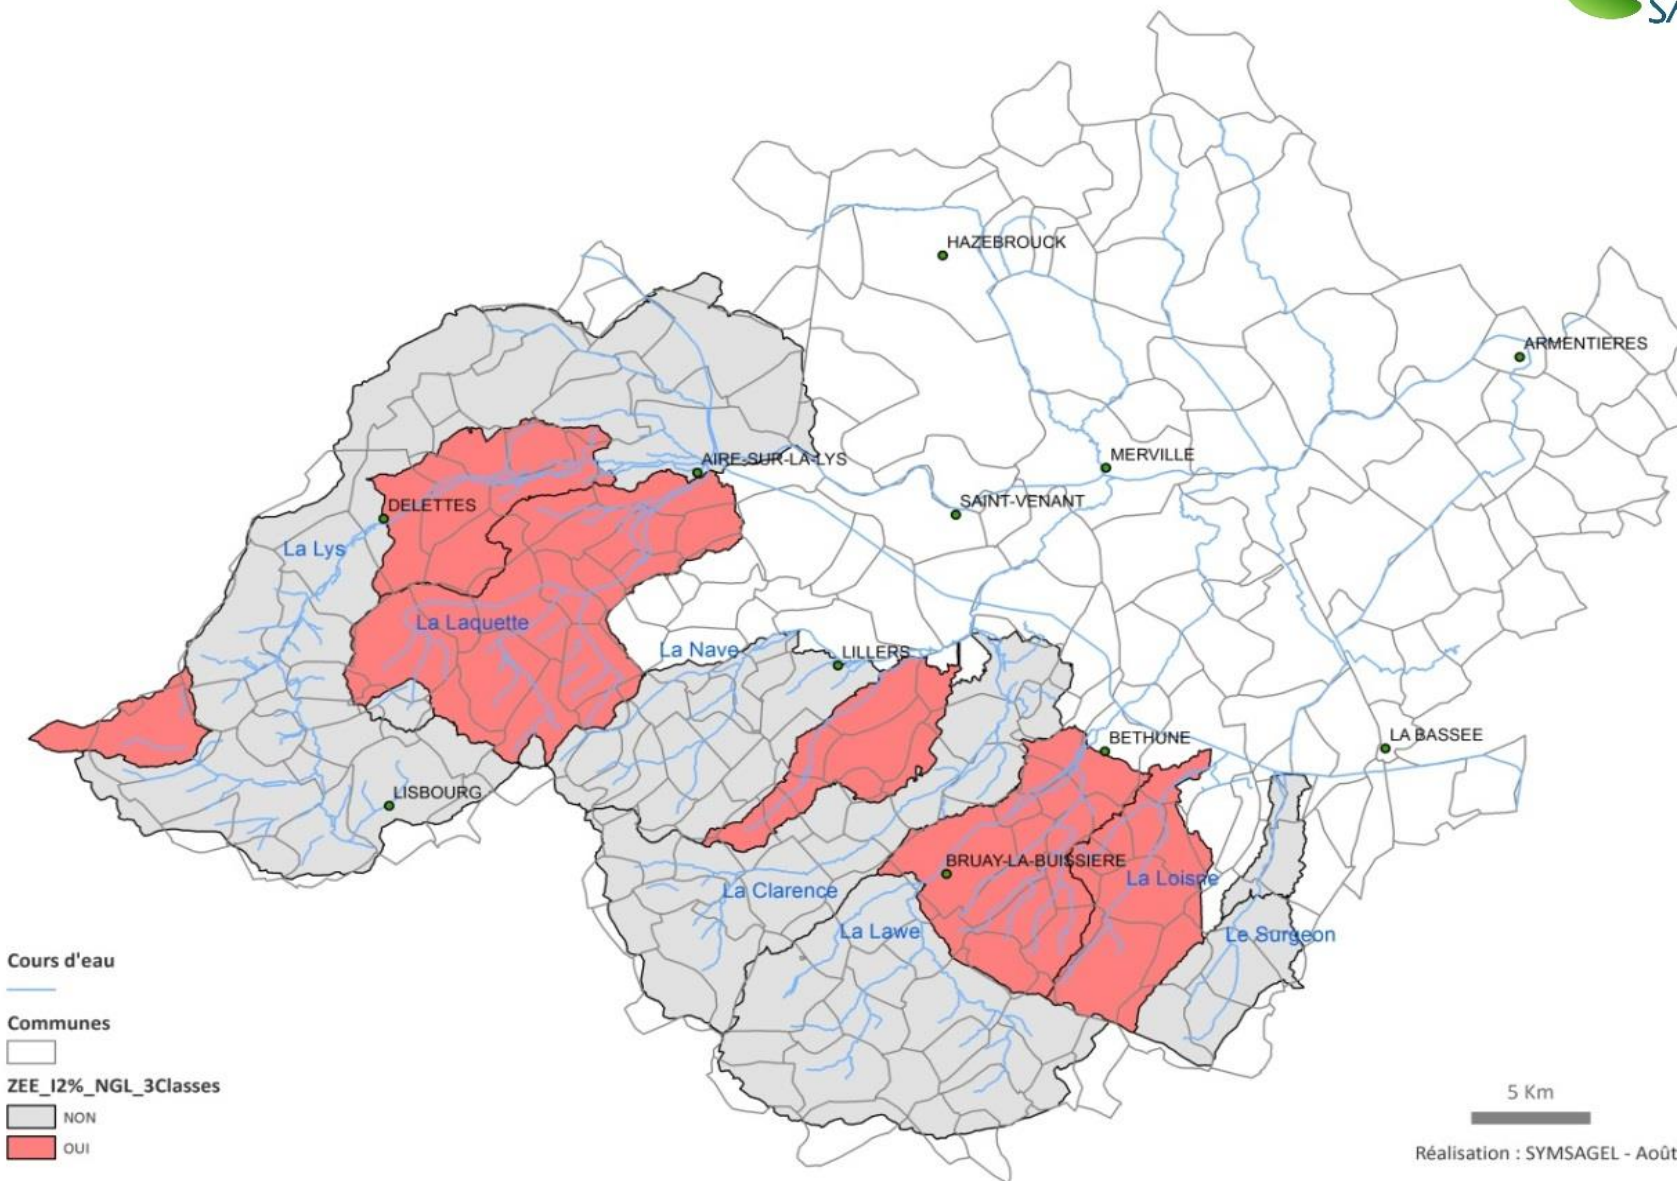 SA
HAZEBROUCK
ARMENTIERES
AIRE-SUR-LA-LYS
MERVILLE
DELETTES
SAINT-VENANT
La Lys
La Laquette
La Nave
LILLERS
BETHUNE
LA BASSEE
LISBOURG
BRUAY-LA-BUISSIERE
La Loisne
La Clarence
La Lawe
Le Surgeon
Cours d'eau
Communes
ZEE_I2%_NGL_3Classes
NON
OUI
5 Km
Réalisation : SYMSAGEL - Août